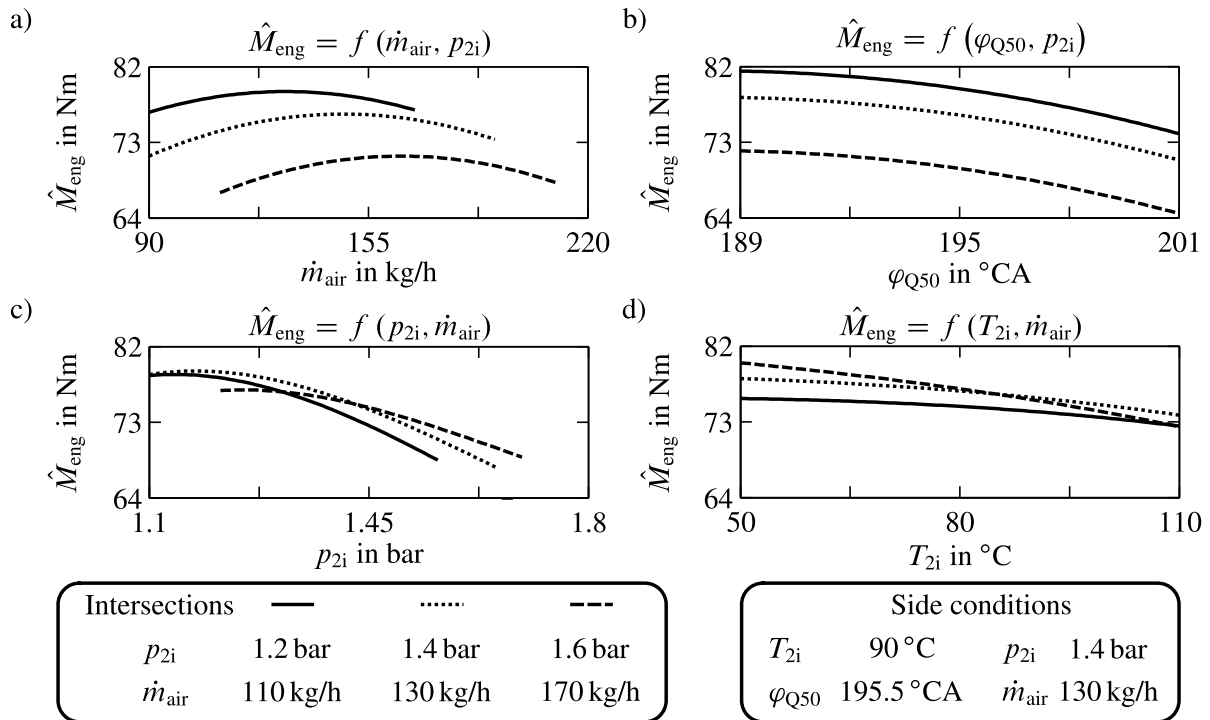 a)
M̂eng = f (ṁair, p2i)
82
73
64
M̂eng in Nm
90 155 220
ṁair in kg/h
b)
M̂eng = f (φQ50, p2i)
82
73
64
M̂eng in Nm
189 195 201
φQ50 in °CA
c)
M̂eng = f (p2i, ṁair)
82
73
64
M̂eng in Nm
1.1 1.45 1.8
p2i in bar
d)
M̂eng = f (T2i, ṁair)
82
73
64
M̂eng in Nm
50 80 110
T2i in °C
Intersections
p2i 1.2 bar 1.4 bar 1.6 bar
ṁair 110 kg/h 130 kg/h 170 kg/h
Side conditions
T2i 90 °C p2i 1.4 bar
φQ50 195.5 °CA ṁair 130 kg/h